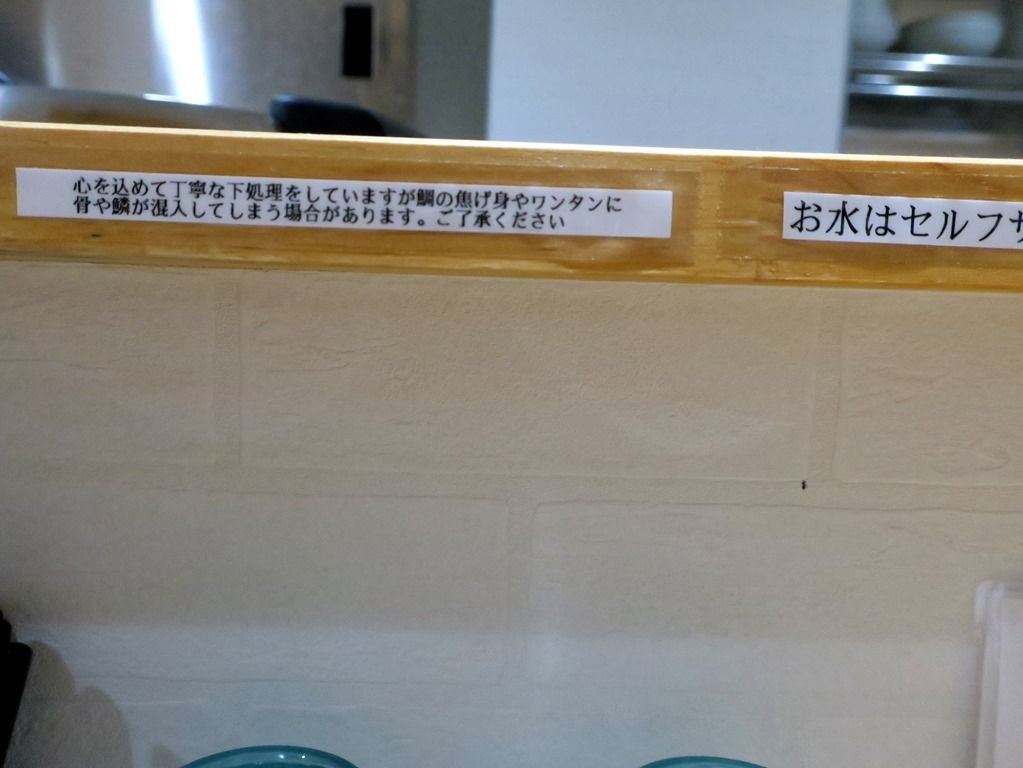 心を込めて丁寧な下処理をしていますが鯛の焦げ身やワンタンに
骨や鱗が混入してしまう場合があります。ご了承ください
お水はセルフサ